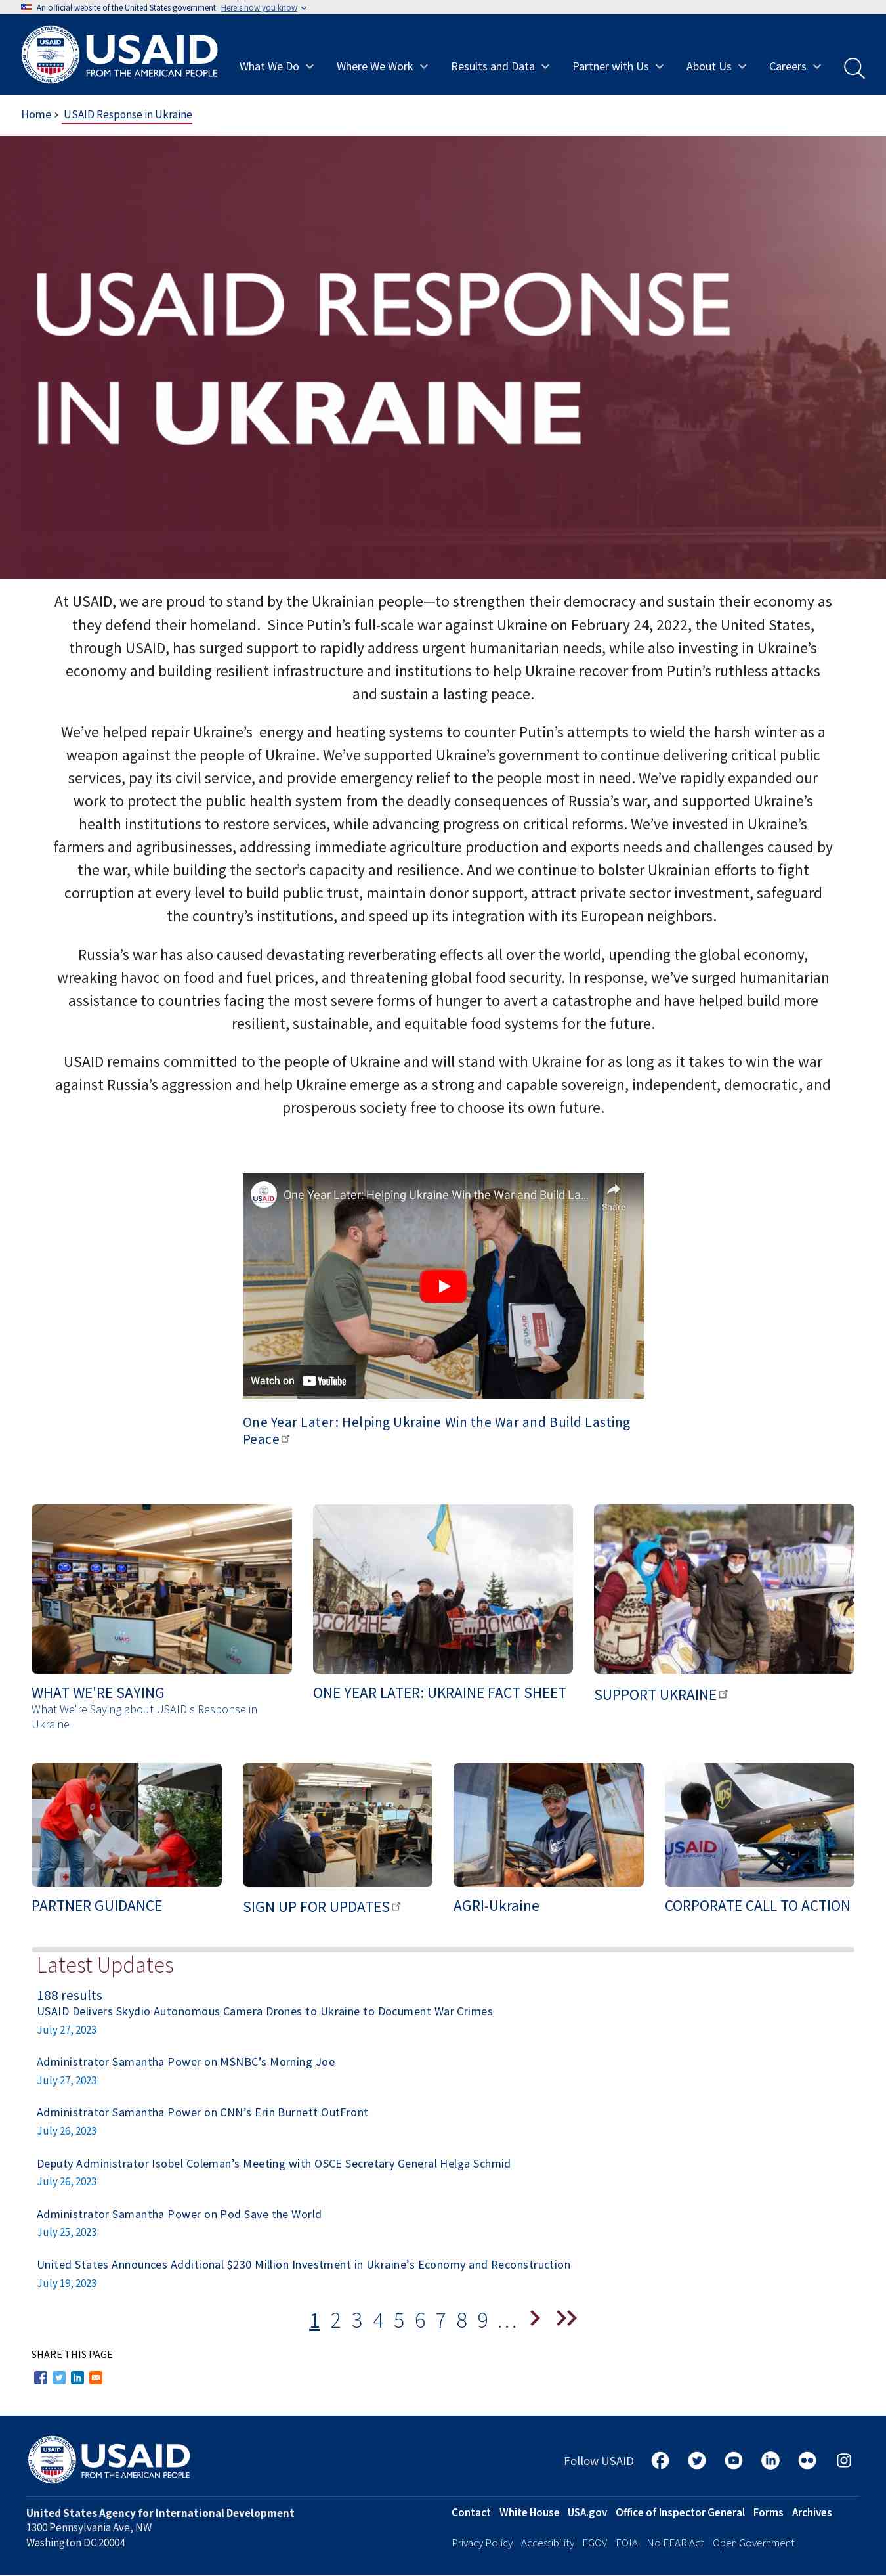 An official website of the United States government Here's how you know
USAID
FROM THE AMERICAN PEOPLE
What We Do Where We Work Results and Data Partner with Us About Us Careers
Home › USAID Response in Ukraine
USAID RESPONSE
IN UKRAINE
At USAID, we are proud to stand by the Ukrainian people—to strengthen their democracy and sustain their economy as
they defend their homeland. Since Putin’s full-scale war against Ukraine on February 24, 2022, the United States,
through USAID, has surged support to rapidly address urgent humanitarian needs, while also investing in Ukraine’s
economy and building resilient infrastructure and institutions to help Ukraine recover from Putin’s ruthless attacks
and sustain a lasting peace.
We’ve helped repair Ukraine’s energy and heating systems to counter Putin’s attempts to wield the harsh winter as a
weapon against the people of Ukraine. We’ve supported Ukraine’s government to continue delivering critical public
services, pay its civil service, and provide emergency relief to the people most in need. We’ve rapidly expanded our
work to protect the public health system from the deadly consequences of Russia’s war, and supported Ukraine’s
health institutions to restore services, while advancing progress on critical reforms. We’ve invested in Ukraine’s
farmers and agribusinesses, addressing immediate agriculture production and exports needs and challenges caused by
the war, while building the sector’s capacity and resilience. And we continue to bolster Ukrainian efforts to fight
corruption at every level to build public trust, maintain donor support, attract private sector investment, safeguard
the country’s institutions, and speed up its integration with its European neighbors.
Russia’s war has also caused devastating reverberating effects all over the world, upending the global economy,
wreaking havoc on food and fuel prices, and threatening global food security. In response, we’ve surged humanitarian
assistance to countries facing the most severe forms of hunger to avert a catastrophe and have helped build more
resilient, sustainable, and equitable food systems for the future.
USAID remains committed to the people of Ukraine and will stand with Ukraine for as long as it takes to win the war
against Russia’s aggression and help Ukraine emerge as a strong and capable sovereign, independent, democratic, and
prosperous society free to choose its own future.
USAID One Year Later: Helping Ukraine Win the War and Build La...
Share
Watch on YouTube
One Year Later: Helping Ukraine Win the War and Build Lasting
Peace
USAID
РОССИЯНЕ ...ДОМОЙ
WHAT WE'RE SAYING
What We're Saying about USAID's Response in
Ukraine
ONE YEAR LATER: UKRAINE FACT SHEET
SUPPORT UKRAINE
ups
USAID
PARTNER GUIDANCE
SIGN UP FOR UPDATES
AGRI-Ukraine
CORPORATE CALL TO ACTION
Latest Updates
188 results
USAID Delivers Skydio Autonomous Camera Drones to Ukraine to Document War Crimes
July 27, 2023
Administrator Samantha Power on MSNBC’s Morning Joe
July 27, 2023
Administrator Samantha Power on CNN’s Erin Burnett OutFront
July 26, 2023
Deputy Administrator Isobel Coleman’s Meeting with OSCE Secretary General Helga Schmid
July 26, 2023
Administrator Samantha Power on Pod Save the World
July 25, 2023
United States Announces Additional $230 Million Investment in Ukraine’s Economy and Reconstruction
July 19, 2023
1 2 3 4 5 6 7 8 9 … › »
SHARE THIS PAGE
USAID
FROM THE AMERICAN PEOPLE
Follow USAID
United States Agency for International Development
1300 Pennsylvania Ave, NW
Washington DC 20004
Contact White House USA.gov Office of Inspector General Forms Archives
Privacy Policy Accessibility EGOV FOIA No FEAR Act Open Government